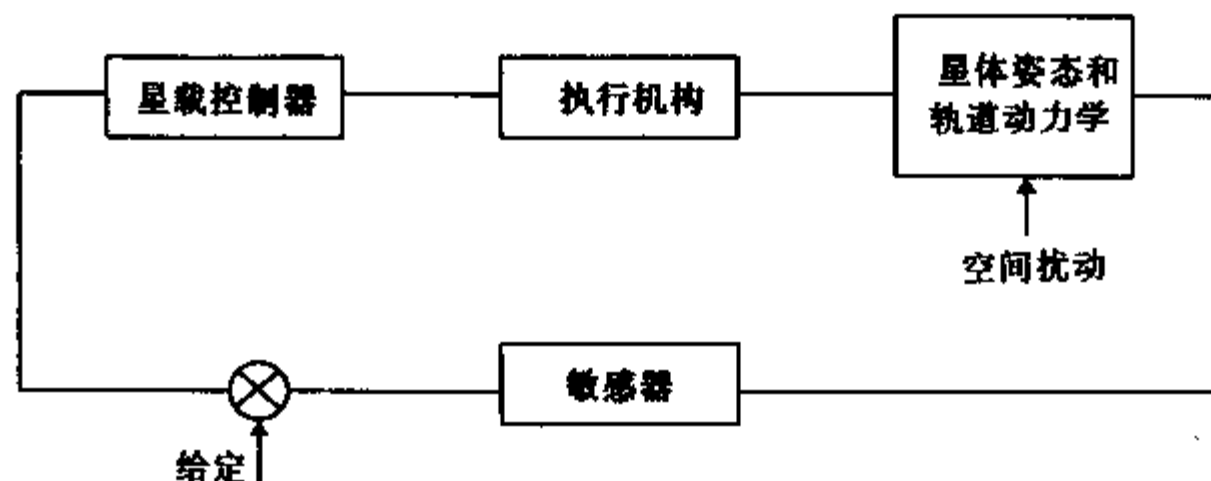 星载控制器
执行机构
星体姿态和
轨道动力学
空间扰动
敏感器
给定